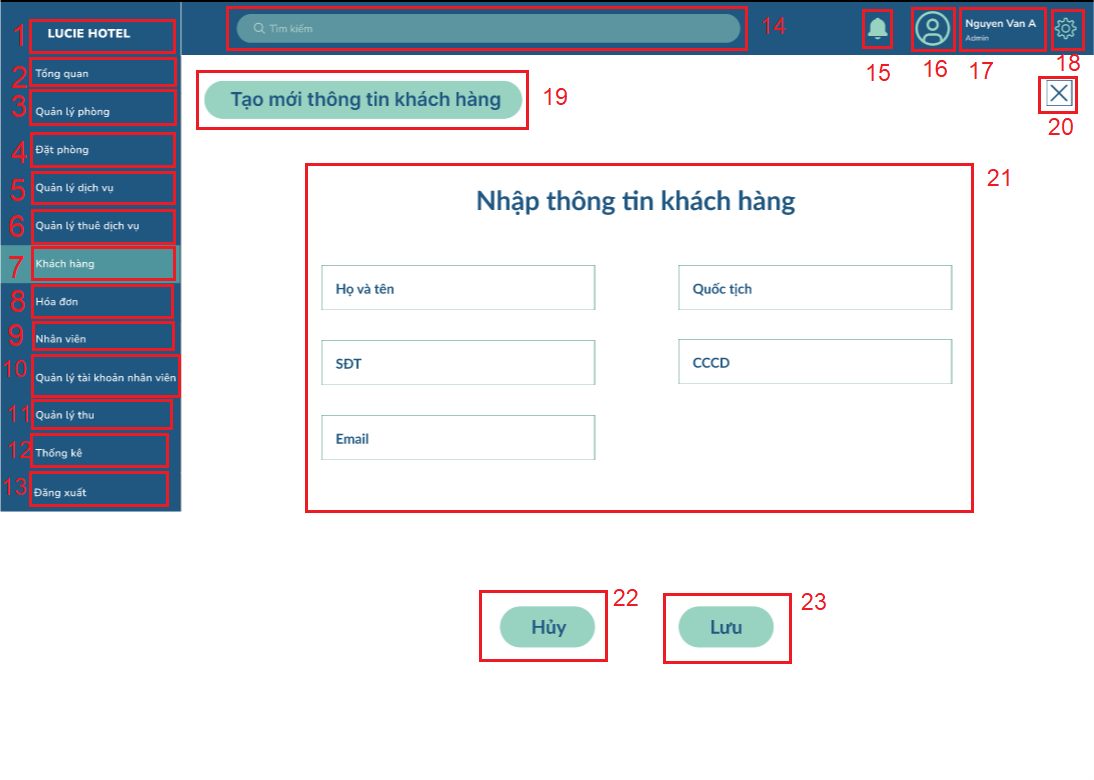 1 LUCIE HOTEL
2 Tổng quan
3 Quản lý phòng
4 Đặt phòng
5 Quản lý dịch vụ
6 Quản lý thuê dịch vụ
7 Khách hàng
8 Hóa đơn
9 Nhân viên
10 Quản lý tài khoản nhân viên
11 Quản lý thu
12 Thống kê
13 Đăng xuất
Tìm kiếm 14
15
16
Nguyen Van A
Admin
17
18
Tạo mới thông tin khách hàng 19
20
21
Nhập thông tin khách hàng
Họ và tên Quốc tịch
SĐT CCCD
Email
Hủy 22
Lưu 23